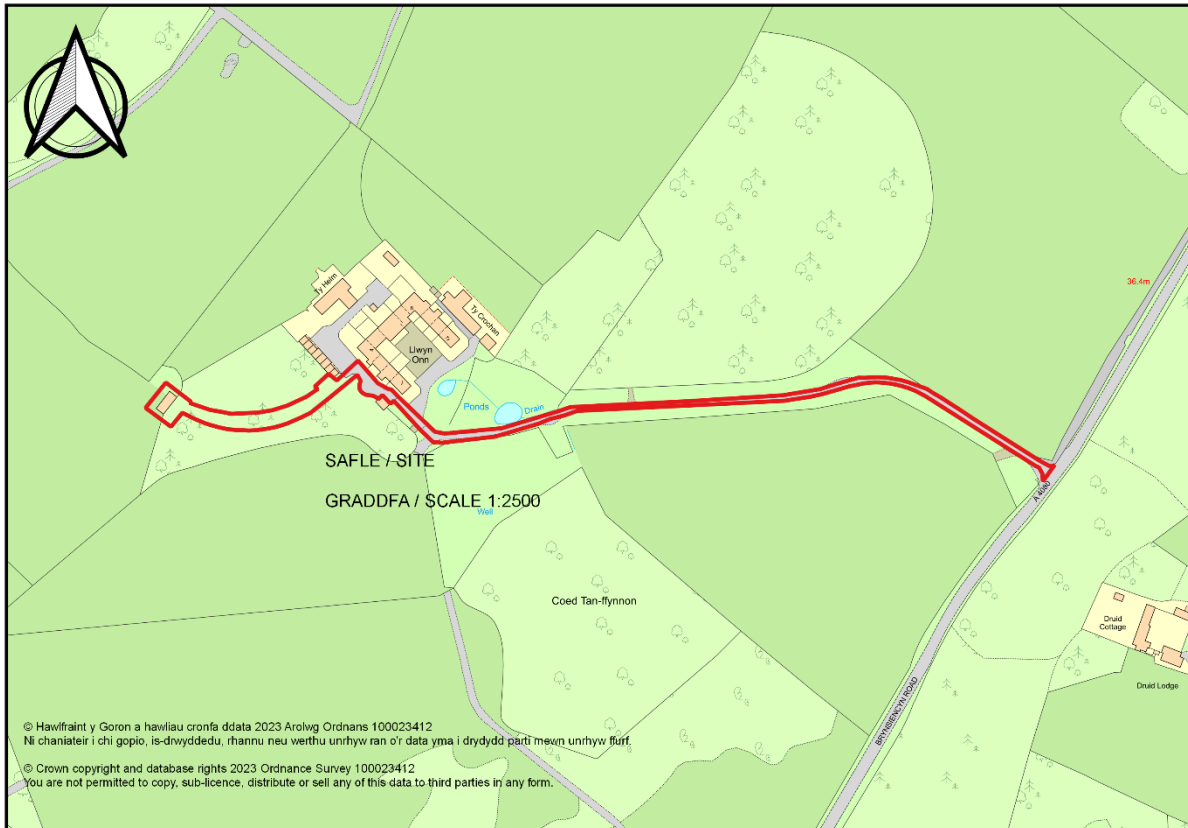 36.4m
Ty Helm
Ty Crochan
Llwyn
Onn
Ponds
Drain
SAFLE / SITE
GRADDFA / SCALE 1:2500
Well
A 4080
Coed Tan-ffynnon
Druid
Cottage
Druid Lodge
BRYNSIENCYN ROAD
© Hawlfraint y Goron a hawliau cronfa ddata 2023 Arolwg Ordnans 100023412
Ni chaniateir i chi gopio, is-drwyddedu, rhannu neu werthu unrhyw ran o'r data yma i drydydd parti mewn unrhyw ffurf.
© Crown copyright and database rights 2023 Ordnance Survey 100023412
You are not permitted to copy, sub-licence, distribute or sell any of this data to third parties in any form.